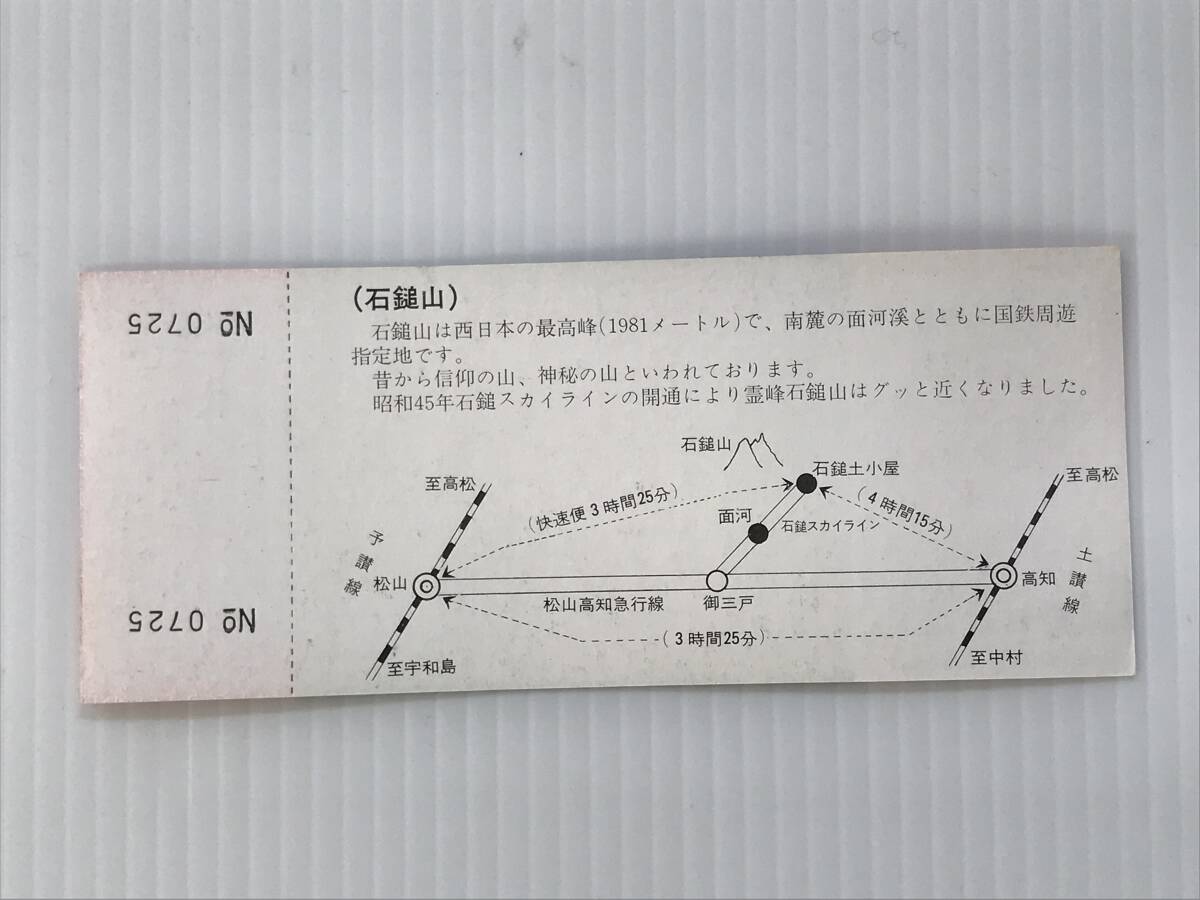 № 0725
№ 0725
(石鎚山)
石鎚山は西日本の最高峰(1981メートル)で、南麓の面河溪とともに国鉄周遊
指定地です。
昔から信仰の山、神秘の山といわれております。
昭和45年石鎚スカイラインの開通により霊峰石鎚山はグッと近くなりました。
石鎚山
石鎚土小屋
至高松
至高松
(快速便3時間25分)
(4時間15分)
面河
石鎚スカイライン
予讃線
土讃線
松山
高知
松山高知急行線
御三戸
(3時間25分)
至宇和島
至中村